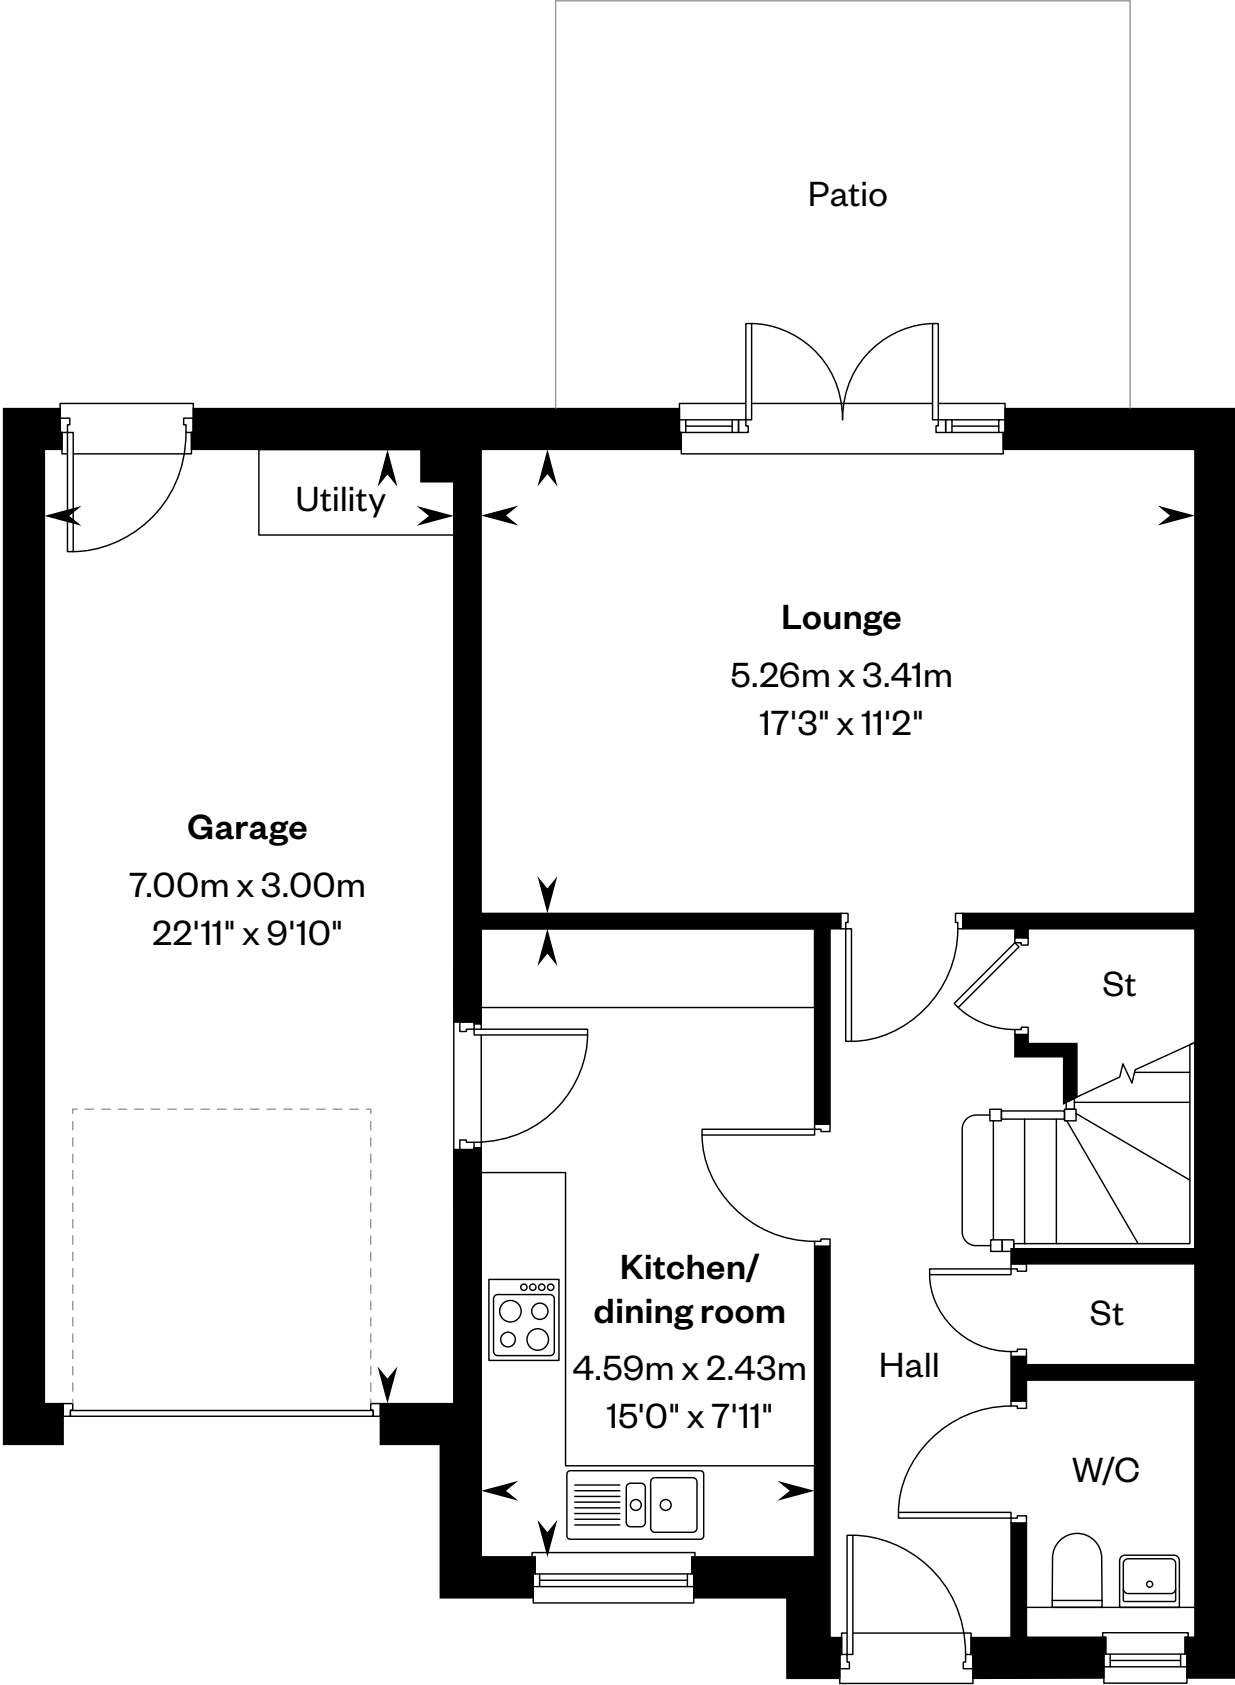 Patio
Utility
Lounge
5.26m x 3.41m
17'3" x 11'2"
Garage
7.00m x 3.00m
22'11" x 9'10"
St
Kitchen/
dining room
4.59m x 2.43m
15'0" x 7'11"
St
Hall
W/C